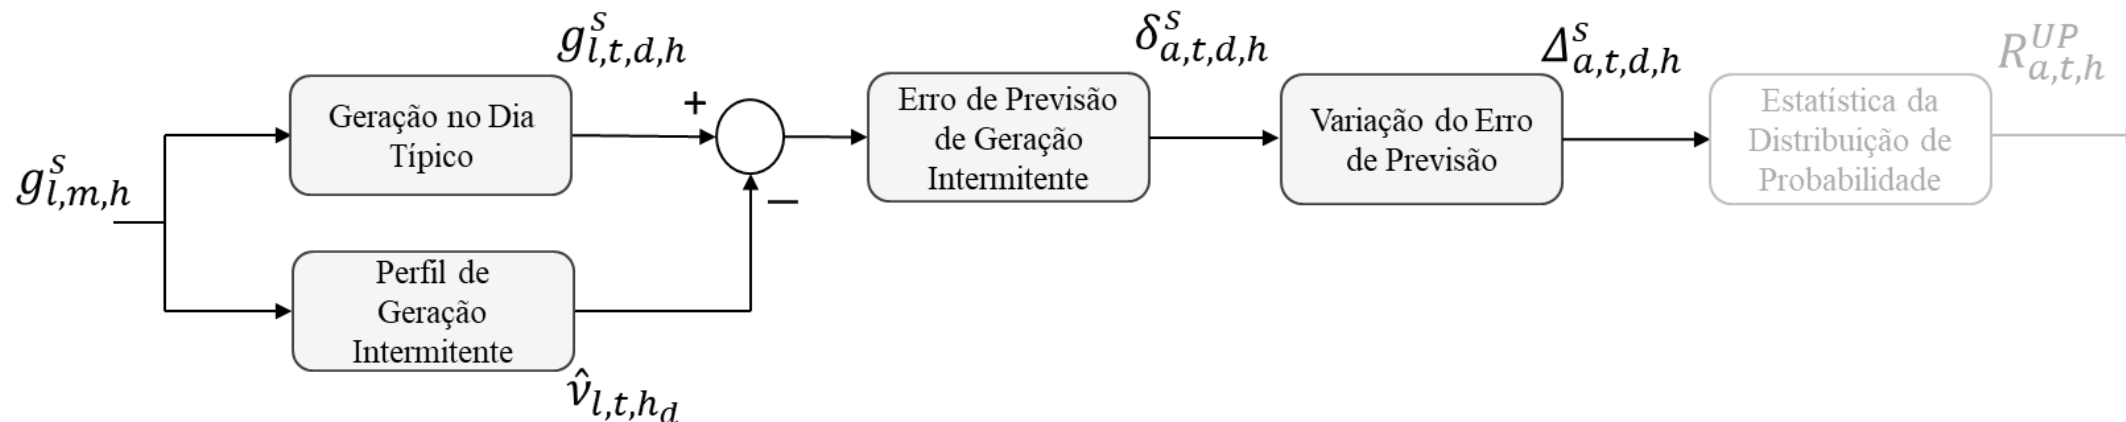 g^s_{l,m,h}
Geração no Dia
Típico
g^s_{l,t,d,h}
+
−
Perfil de
Geração
Intermitente
ν̂_{l,t,h_d}
Erro de Previsão
de Geração
Intermitente
δ^s_{a,t,d,h}
Variação do Erro
de Previsão
Δ^s_{a,t,d,h}
Estatística da
Distribuição de
Probabilidade
R^{UP}_{a,t,h}